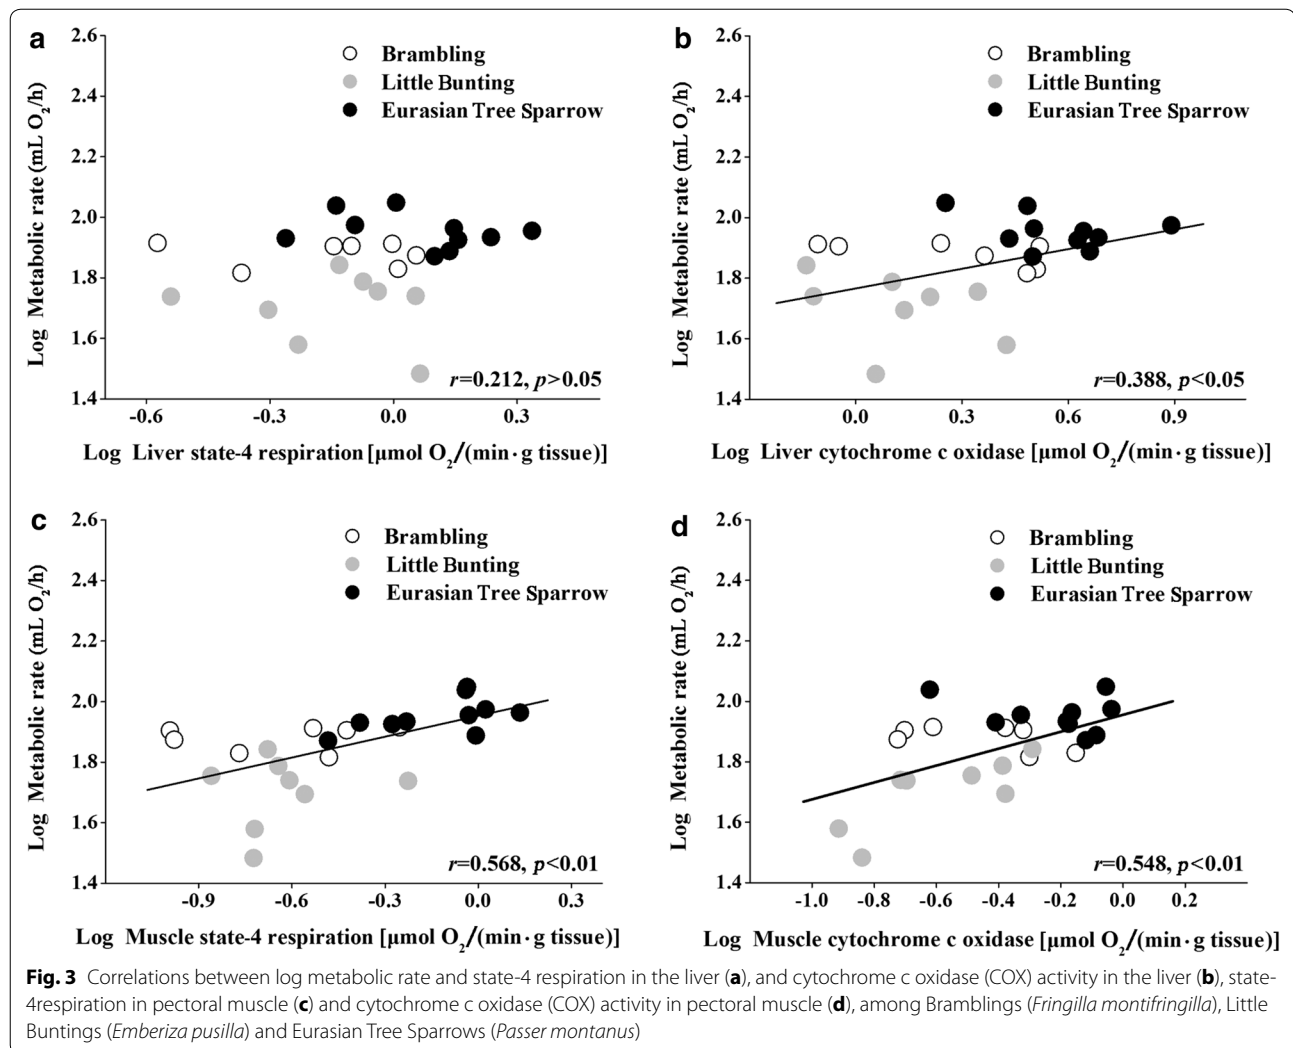 a
2.6
2.4
2.2
2.0
1.8
1.6
1.4
Log Metabolic rate (mL O2/h)
Brambling
Little Bunting
Eurasian Tree Sparrow
r=0.212, p>0.05
-0.6 -0.3 0.0 0.3
Log Liver state-4 respiration [μmol O2/(min·g tissue)]
b
2.6
2.4
2.2
2.0
1.8
1.6
1.4
Log Metabolic rate (mL O2/h)
Brambling
Little Bunting
Eurasian Tree Sparrow
r=0.388, p<0.05
0.0 0.3 0.6 0.9
Log Liver cytochrome c oxidase [μmol O2/(min·g tissue)]
c
2.6
2.4
2.2
2.0
1.8
1.6
1.4
Log Metabolic rate (mL O2/h)
Brambling
Little Bunting
Eurasian Tree Sparrow
r=0.568, p<0.01
-0.9 -0.6 -0.3 0.0 0.3
Log Muscle state-4 respiration [μmol O2/(min·g tissue)]
d
2.6
2.4
2.2
2.0
1.8
1.6
1.4
Log Metabolic rate (mL O2/h)
Brambling
Little Bunting
Eurasian Tree Sparrow
r=0.548, p<0.01
-1.0 -0.8 -0.6 -0.4 -0.2 0.0 0.2
Log Muscle cytochrome c oxidase [μmol O2/(min·g tissue)]
Fig. 3 Correlations between log metabolic rate and state-4 respiration in the liver (a), and cytochrome c oxidase (COX) activity in the liver (b), state-
4respiration in pectoral muscle (c) and cytochrome c oxidase (COX) activity in pectoral muscle (d), among Bramblings (Fringilla montifringilla), Little
Buntings (Emberiza pusilla) and Eurasian Tree Sparrows (Passer montanus)